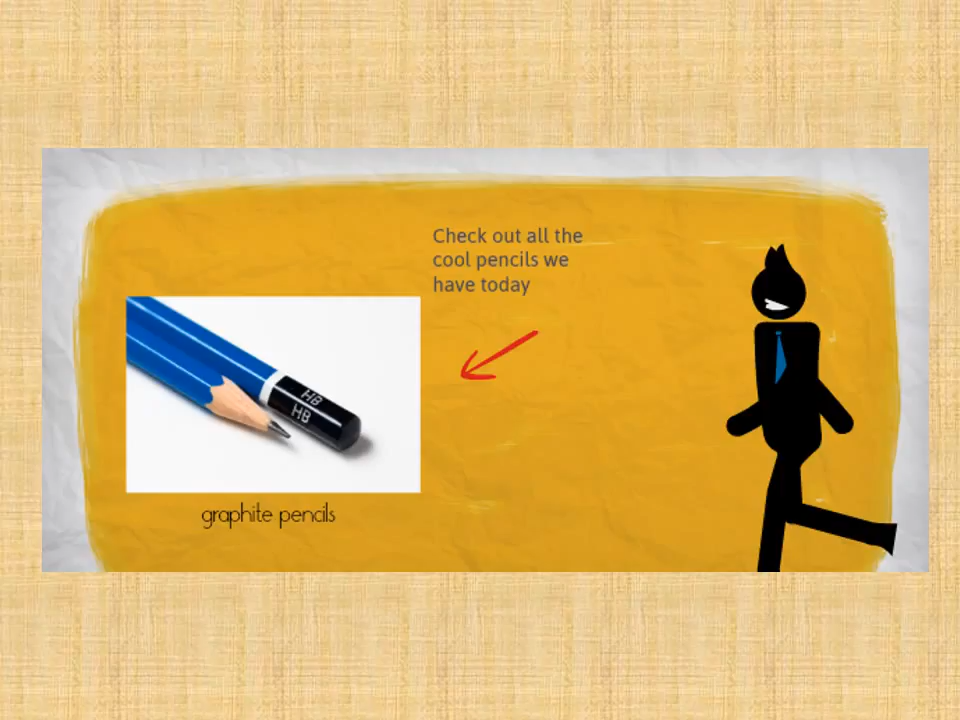 Check out all the
cool pencils we
have today
HB
HB
graphite pencils